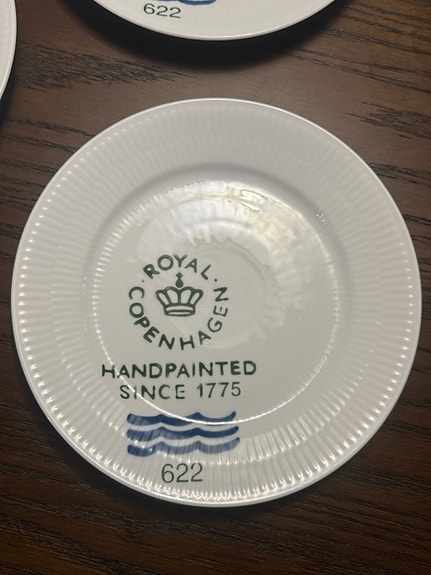 622
ROYAL
COPENHAGEN
HANDPAINTED
SINCE 1775
622